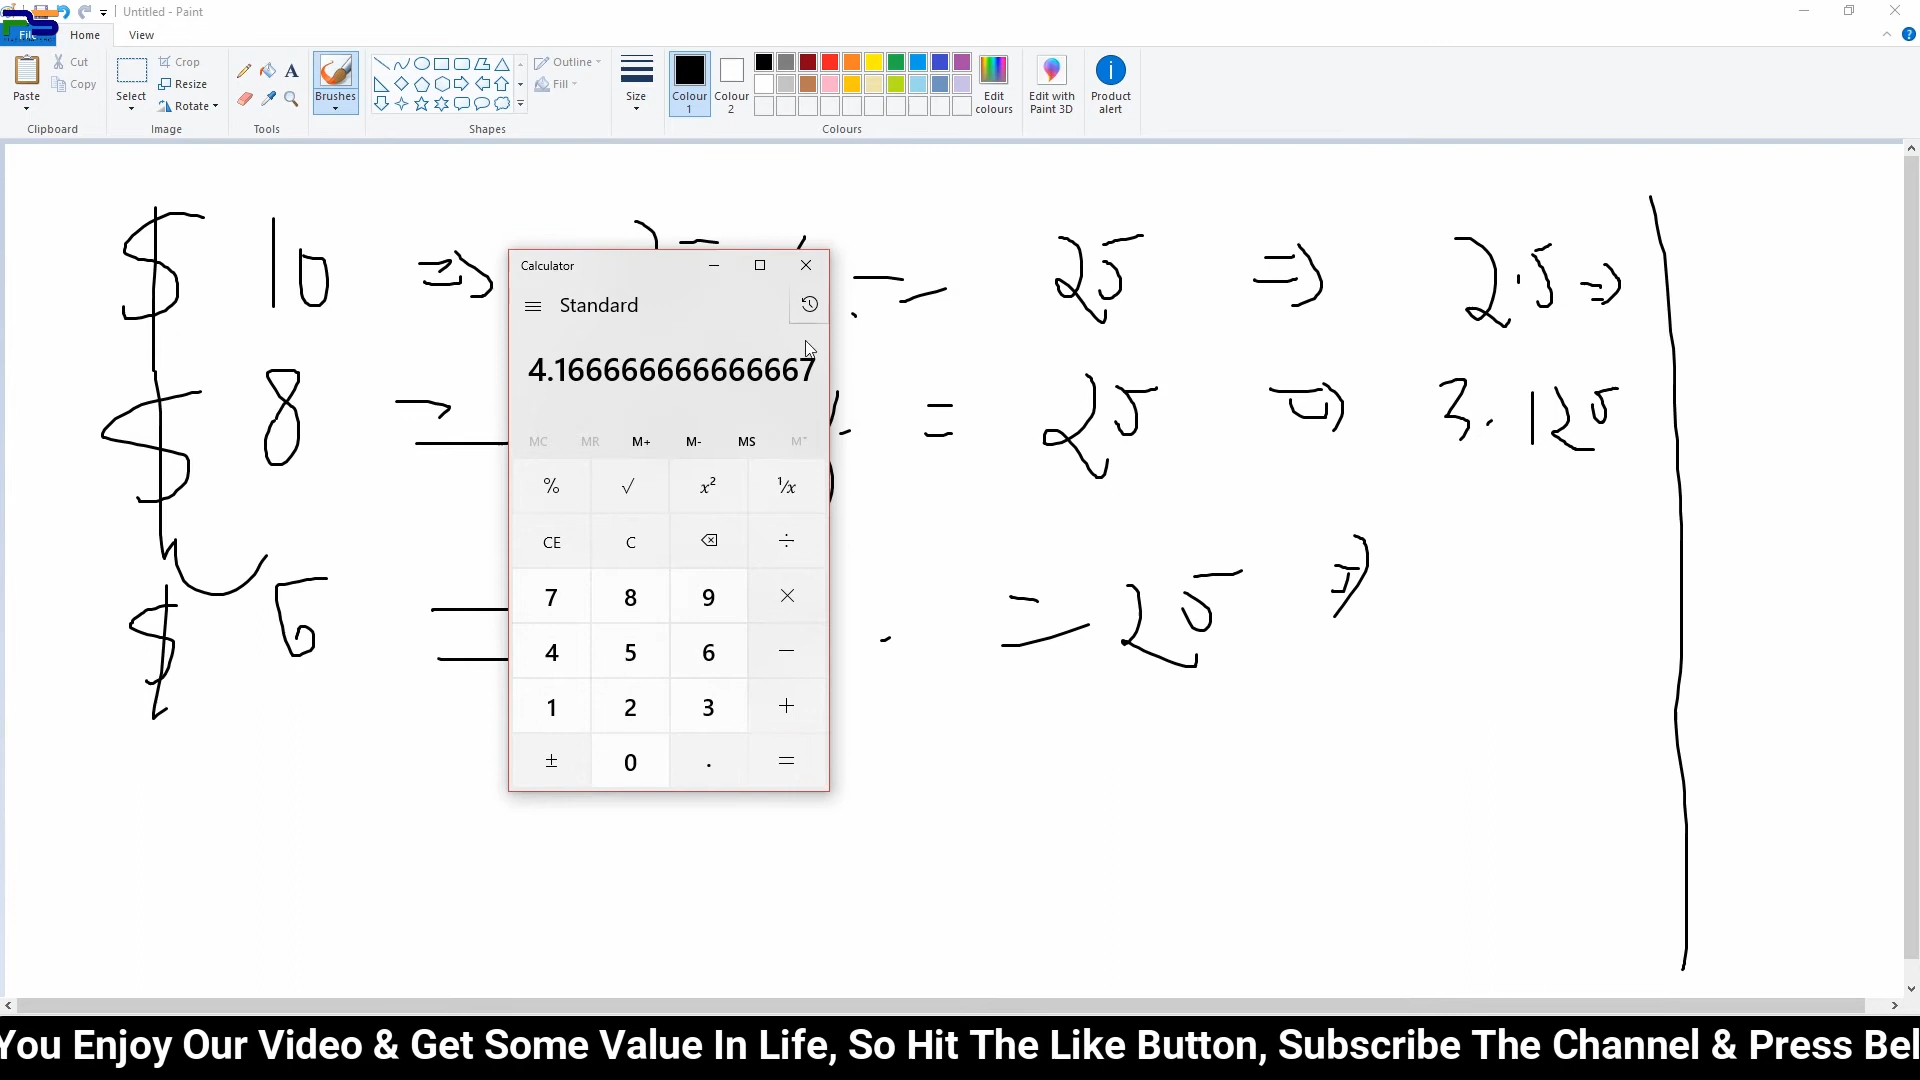 Untitled - Paint
File Home View
Paste
Cut
Copy
Clipboard
Select
Crop
Resize
Rotate
Image
Tools
Brushes
Shapes
Outline
Fill
Size
Colour 1
Colour 2
Colours
Edit colours
Edit with Paint 3D
Product alert
$ 10 ⇒ 25 ⇒ 2.5 ⇒
$ 8 = 25 ⇒ 3.125
$ 6 = = 25 ⇒
Calculator
Standard
4.166666666666667
MC MR M+ M- MS M˅
% √ x² ¹/x
CE C ÷
7 8 9 ×
4 5 6 −
1 2 3 +
± 0 . =
You Enjoy Our Video & Get Some Value In Life, So Hit The Like Button, Subscribe The Channel & Press Bel